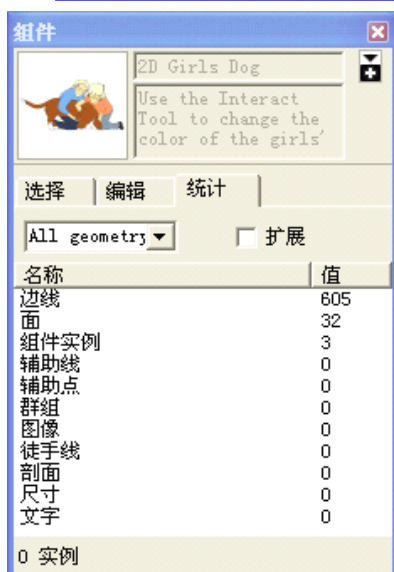 组件
2D Girls Dog
Use the Interact
Tool to change the
color of the girls'
选择 编辑 统计
All geometry 扩展
名称 值
边线 605
面 32
组件实例 3
辅助线 0
辅助点 0
群组 0
图像 0
徒手线 0
剖面 0
尺寸 0
文字 0
0 实例